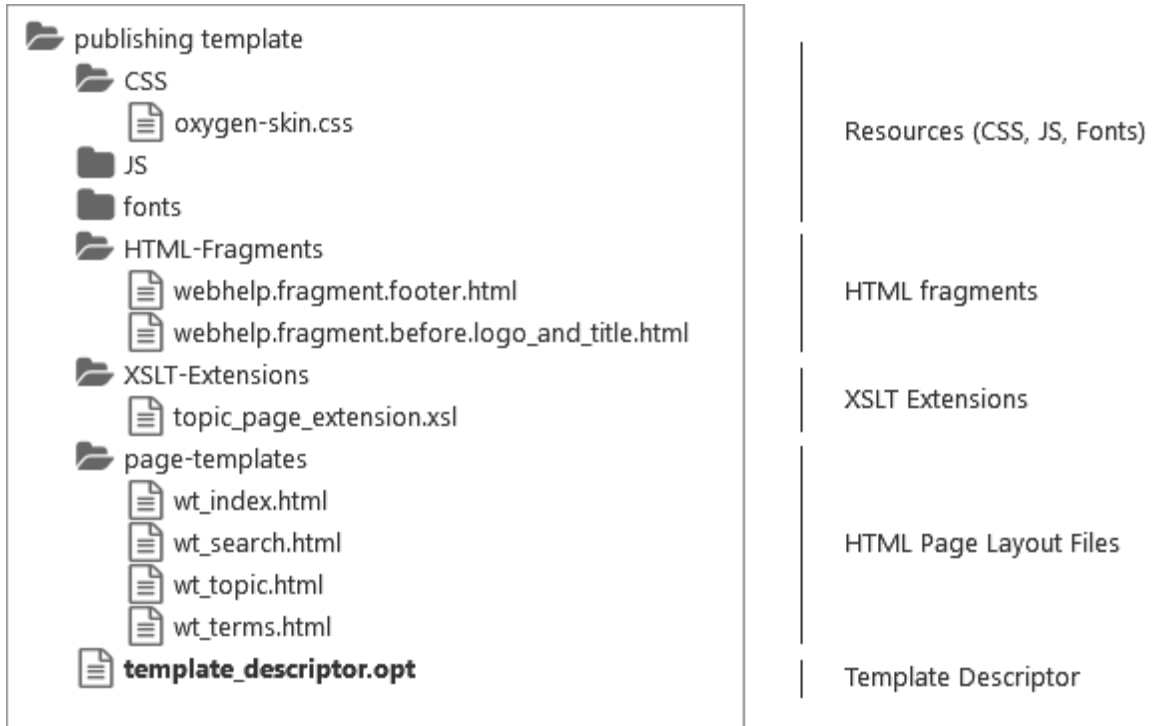 publishing template
CSS
oxygen-skin.css
JS
fonts
HTML-Fragments
webhelp.fragment.footer.html
webhelp.fragment.before.logo_and_title.html
XSLT-Extensions
topic_page_extension.xsl
page-templates
wt_index.html
wt_search.html
wt_topic.html
wt_terms.html
template_descriptor.opt
Resources (CSS, JS, Fonts)
HTML fragments
XSLT Extensions
HTML Page Layout Files
Template Descriptor